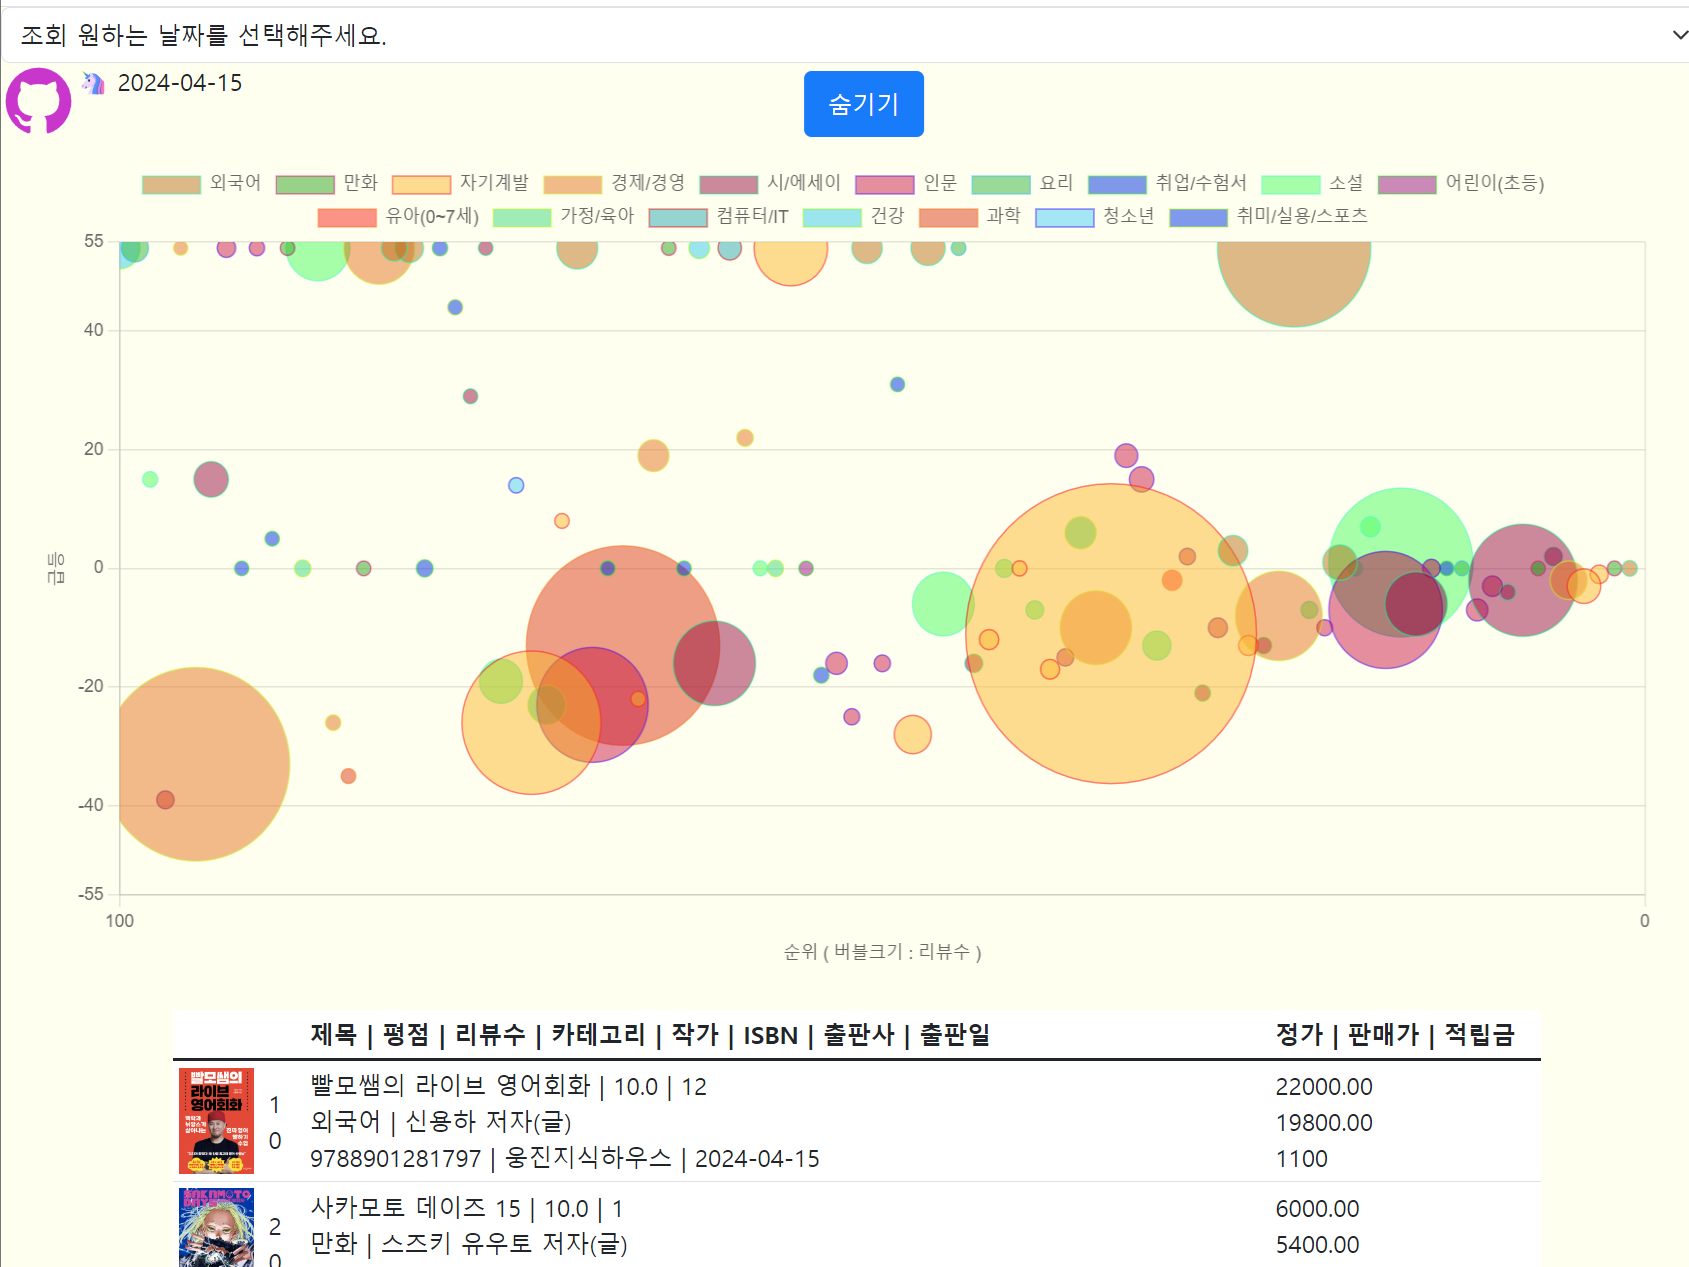 조회 원하는 날짜를 선택해주세요.
🦄 2024-04-15
숨기기
외국어 만화 자기계발 경제/경영 시/에세이 인문 요리 취업/수험서 소설 어린이(초등)
유아(0~7세) 가정/육아 컴퓨터/IT 건강 과학 청소년 취미/실용/스포츠
55
40
20
0
-20
-40
-55
급등
100
0
순위 ( 버블크기 : 리뷰수 )
제목 | 평점 | 리뷰수 | 카테고리 | 작가 | ISBN | 출판사 | 출판일
정가 | 판매가 | 적립금
빨모쌤의
라이브
영어회화
1
0
빨모쌤의 라이브 영어회화 | 10.0 | 12
외국어 | 신용하 저자(글)
9788901281797 | 웅진지식하우스 | 2024-04-15
22000.00
19800.00
1100
SAKAMOTO
DAYS
2
0
사카모토 데이즈 15 | 10.0 | 1
만화 | 스즈키 유우토 저자(글)
6000.00
5400.00